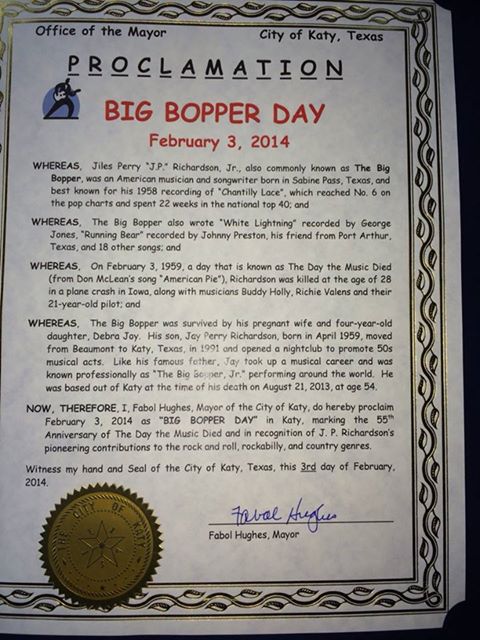 Office of the Mayor City of Katy, Texas
PROCLAMATION
BIG BOPPER DAY
February 3, 2014
WHEREAS, Jiles Perry "J.P." Richardson, Jr., also commonly known as The Big
Bopper, was an American musician and songwriter born in Sabine Pass, Texas, and
best known for his 1958 recording of "Chantilly Lace", which reached No. 6 on
the pop charts and spent 22 weeks in the national top 40; and
WHEREAS, The Big Bopper also wrote "White Lightning" recorded by George
Jones, "Running Bear" recorded by Johnny Preston, his friend from Port Arthur,
Texas, and 18 other songs; and
WHEREAS, On February 3, 1959, a day that is known as The Day the Music Died
(from Don McLean's song "American Pie"), Richardson was killed at the age of 28
in a plane crash in Iowa, along with musicians Buddy Holly, Richie Valens and their
21-year-old pilot; and
WHEREAS, The Big Bopper was survived by his pregnant wife and four-year-old
daughter, Debra Joy. His son, Jay Perry Richardson, born in April 1959, moved
from Beaumont to Katy, Texas, in 1991 and opened a nightclub to promote 50s
musical acts. Like his famous father, Jay took up a musical career and was
known professionally as "The Big Bopper, Jr." performing around the world. He
was based out of Katy at the time of his death on August 21, 2013, at age 54.
NOW, THEREFORE, I, Fabol Hughes, Mayor of the City of Katy, do hereby proclaim
February 3, 2014 as "BIG BOPPER DAY" in Katy, marking the 55th
Anniversary of The Day the Music Died and in recognition of J. P. Richardson's
pioneering contributions to the rock and roll, rockabilly, and country genres.
Witness my hand and Seal of the City of Katy, Texas, this 3rd day of February,
2014.
THE CITY OF KATY
Fabol Hughes
Fabol Hughes, Mayor